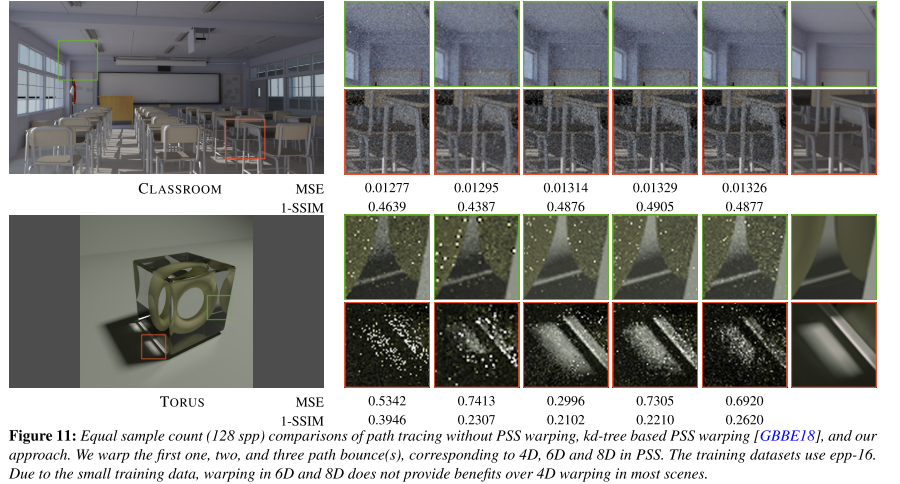 CLASSROOM MSE 0.01277 0.01295 0.01314 0.01329 0.01326
1-SSIM 0.4639 0.4387 0.4876 0.4905 0.4877
TORUS MSE 0.5342 0.7413 0.2996 0.7305 0.6920
1-SSIM 0.3946 0.2307 0.2102 0.2210 0.2620
Figure 11: Equal sample count (128 spp) comparisons of path tracing without PSS warping, kd-tree based PSS warping [GBBE18], and our
approach. We warp the first one, two, and three path bounce(s), corresponding to 4D, 6D and 8D in PSS. The training datasets use epp-16.
Due to the small training data, warping in 6D and 8D does not provide benefits over 4D warping in most scenes.